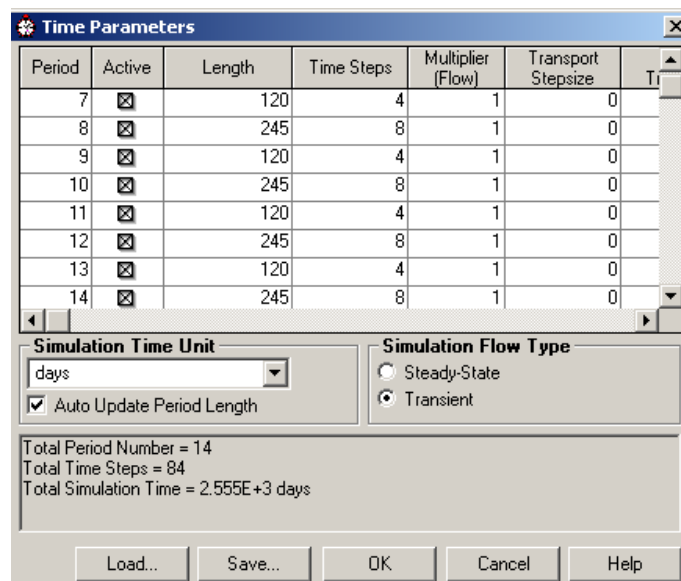 Time Parameters
Period Active Length Time Steps Multiplier (Flow) Transport Stepsize
7 120 4 1 0
8 245 8 1 0
9 120 4 1 0
10 245 8 1 0
11 120 4 1 0
12 245 8 1 0
13 120 4 1 0
14 245 8 1 0
Simulation Time Unit
days
Auto Update Period Length
Simulation Flow Type
Steady-State
Transient
Total Period Number = 14
Total Time Steps = 84
Total Simulation Time = 2.555E+3 days
Load... Save... OK Cancel Help